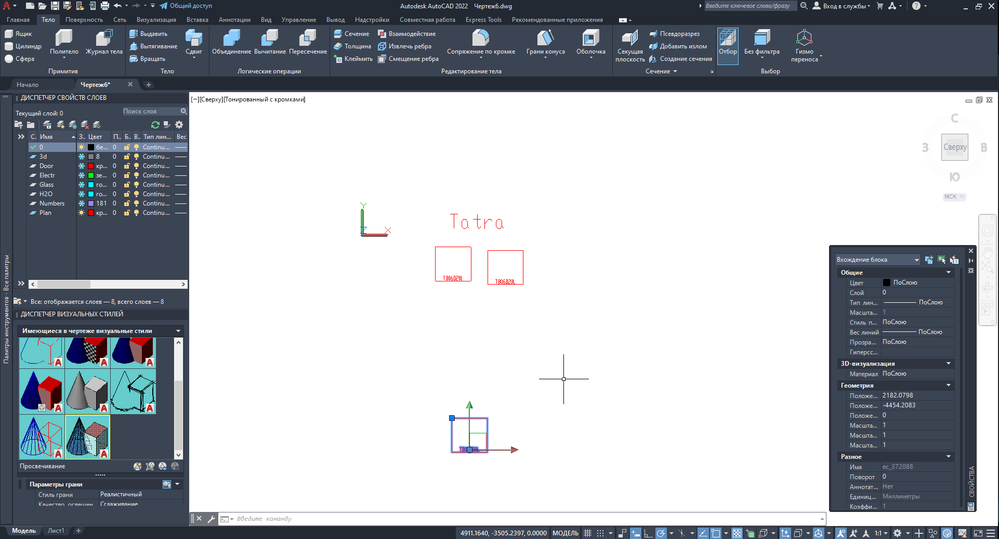 Общий доступ
Autodesk AutoCAD 2022 Чертеж6.dwg
Введите ключевое слово/фразу
Вход в службы
Главная Тело Поверхность Сеть Визуализация Вставка Аннотации Вид Управление Вывод Надстройки Совместная работа Express Tools Рекомендованные приложения
Ящик
Цилиндр
Сфера
Политело
Журнал тела
Примитив
Выдавить
Вытягивание
Вращать
Сдвиг
Тело
Объединение Вычитание Пересечение
Логические операции
Сечение
Толщина
Клеймить
Взаимодействие
Извлечь ребра
Смещение ребра
Сопряжение по кромке
Грани конуса
Оболочка
Редактирование тела
Секущая плоскость
Псевдоразрез
Добавить излом
Создание сечения
Сечение
Отбор
Без фильтра
Гизмо переноса
Выбор
Начало
Чертеж6*
ДИСПЕТЧЕР СВОЙСТВ СЛОЕВ
Текущий слой: 0
Поиск слоя
С. Имя З.. Цвет П.. Б.. В.. Тип лин... Вес
0 бе... 0 Continu...
3d 8 0 Continu...
Door кр... 0 Continu...
Electr зе... 0 Continu...
Glass го... 0 Continu...
H2O го... 0 Continu...
Numbers 181 0 Continu...
Plan кр... 0 Continu...
Все: отображается слоев — 8, всего слоев — 8
Палитры инструментов - Все палитры
ДИСПЕТЧЕР ВИЗУАЛЬНЫХ СТИЛЕЙ
Имеющиеся в чертеже визуальные стили
Просвечивание
Параметры грани
Стиль грани Реалистичный
Качество освещен... Сглаживание
[−][Сверху][Тонированный с кромками]
С
З
Сверху
В
Ю
МСК
Y
Z
X
Tatra
TB06D20L
TB06D20L
Вхождение блока
Общие
Цвет ПоСлою
Слой 0
Тип лин... ПоСлою
Масшта... 1
Стиль п... ПоСлою
Вес линий ПоСлою
Прозра... ПоСлою
Гиперсс...
3D-визуализация
Материал ПоСлою
Геометрия
Положе... 2182.0798
Положе... -4454.2083
Положе... 0
Масшта... 1
Масшта... 1
Масшта... 1
Разное
Имя ec_372088
Поворот 0
Аннотат... Нет
Единиц... Миллиметры
Коэффи... 1
СВОЙСТВА
Введите команду
Модель Лист1
4911.1640, -3505.2397, 0.0000 МОДЕЛЬ
1:1